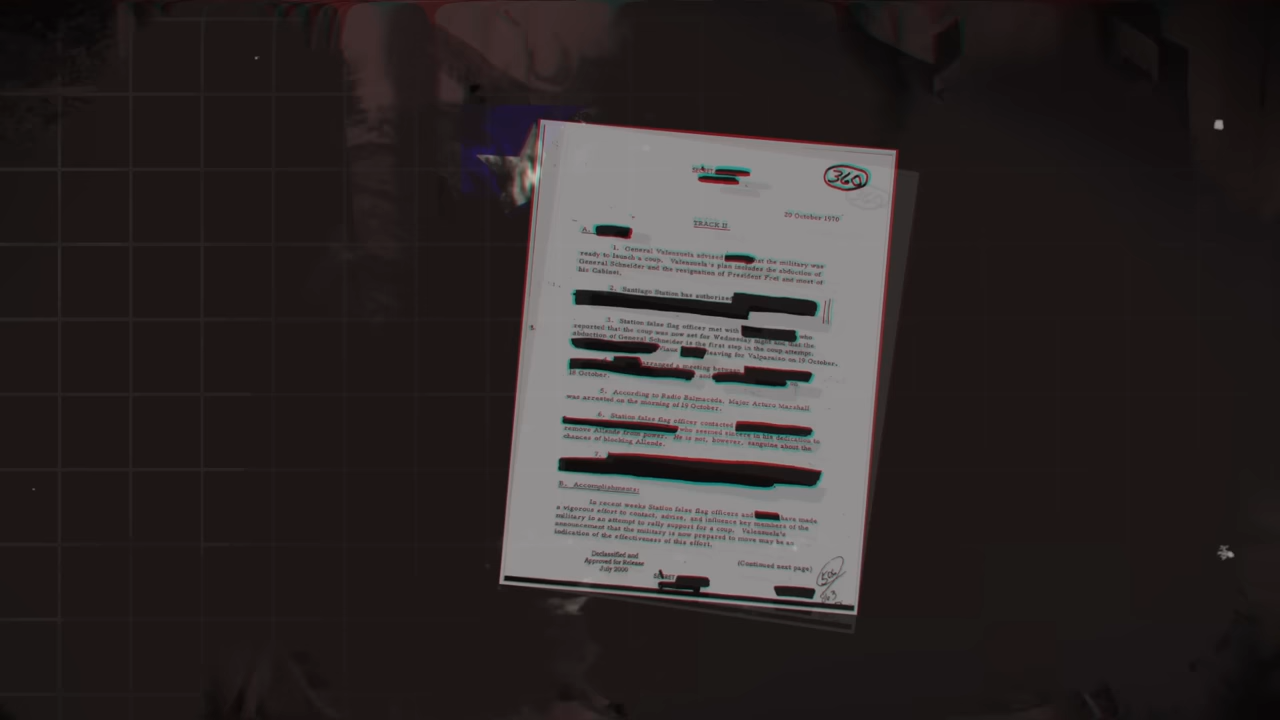 SECRET
360
20 October 1970
TRACK II
A.
1. General Valenzuela advised that the military was
ready to launch a coup. Valenzuela's plan includes the abduction of
General Schneider and the resignation of President Frei and most of
his Cabinet.
2. Santiago Station has authorized
3. Station false flag officer met with who
reported that the coup was now set for Wednesday night and that the
abduction of General Schneider is the first step in the coup attempt.
leaving for Valparaiso on 19 October.
arranged a meeting between
and
18 October.
5. According to Radio Balmaceda, Major Arturo Marshall
was arrested on the morning of 19 October.
6. Station false flag officer contacted
who seemed sincere in his dedication to
remove Allende from power. He is not, however, sanguine about the
chances of blocking Allende.
7.
B. Accomplishments:
In recent weeks Station false flag officers and have made
a vigorous effort to contact, advise, and influence key members of the
military in an attempt to rally support for a coup. Valenzuela's
announcement that the military is now prepared to move may be an
indication of the effectiveness of this effort.
Declassified and
Approved for Release
July 2000
(Continued next page)
SECRET